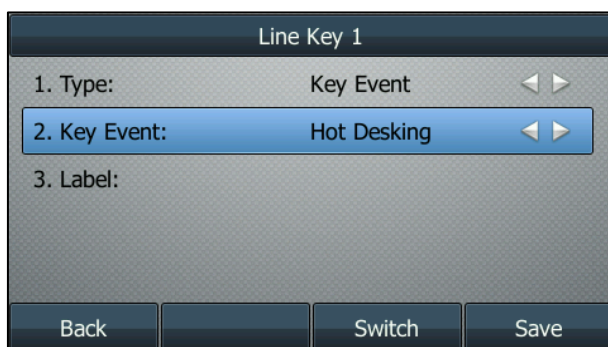 Line Key 1
1. Type: Key Event
2. Key Event: Hot Desking
3. Label:
Back Switch Save